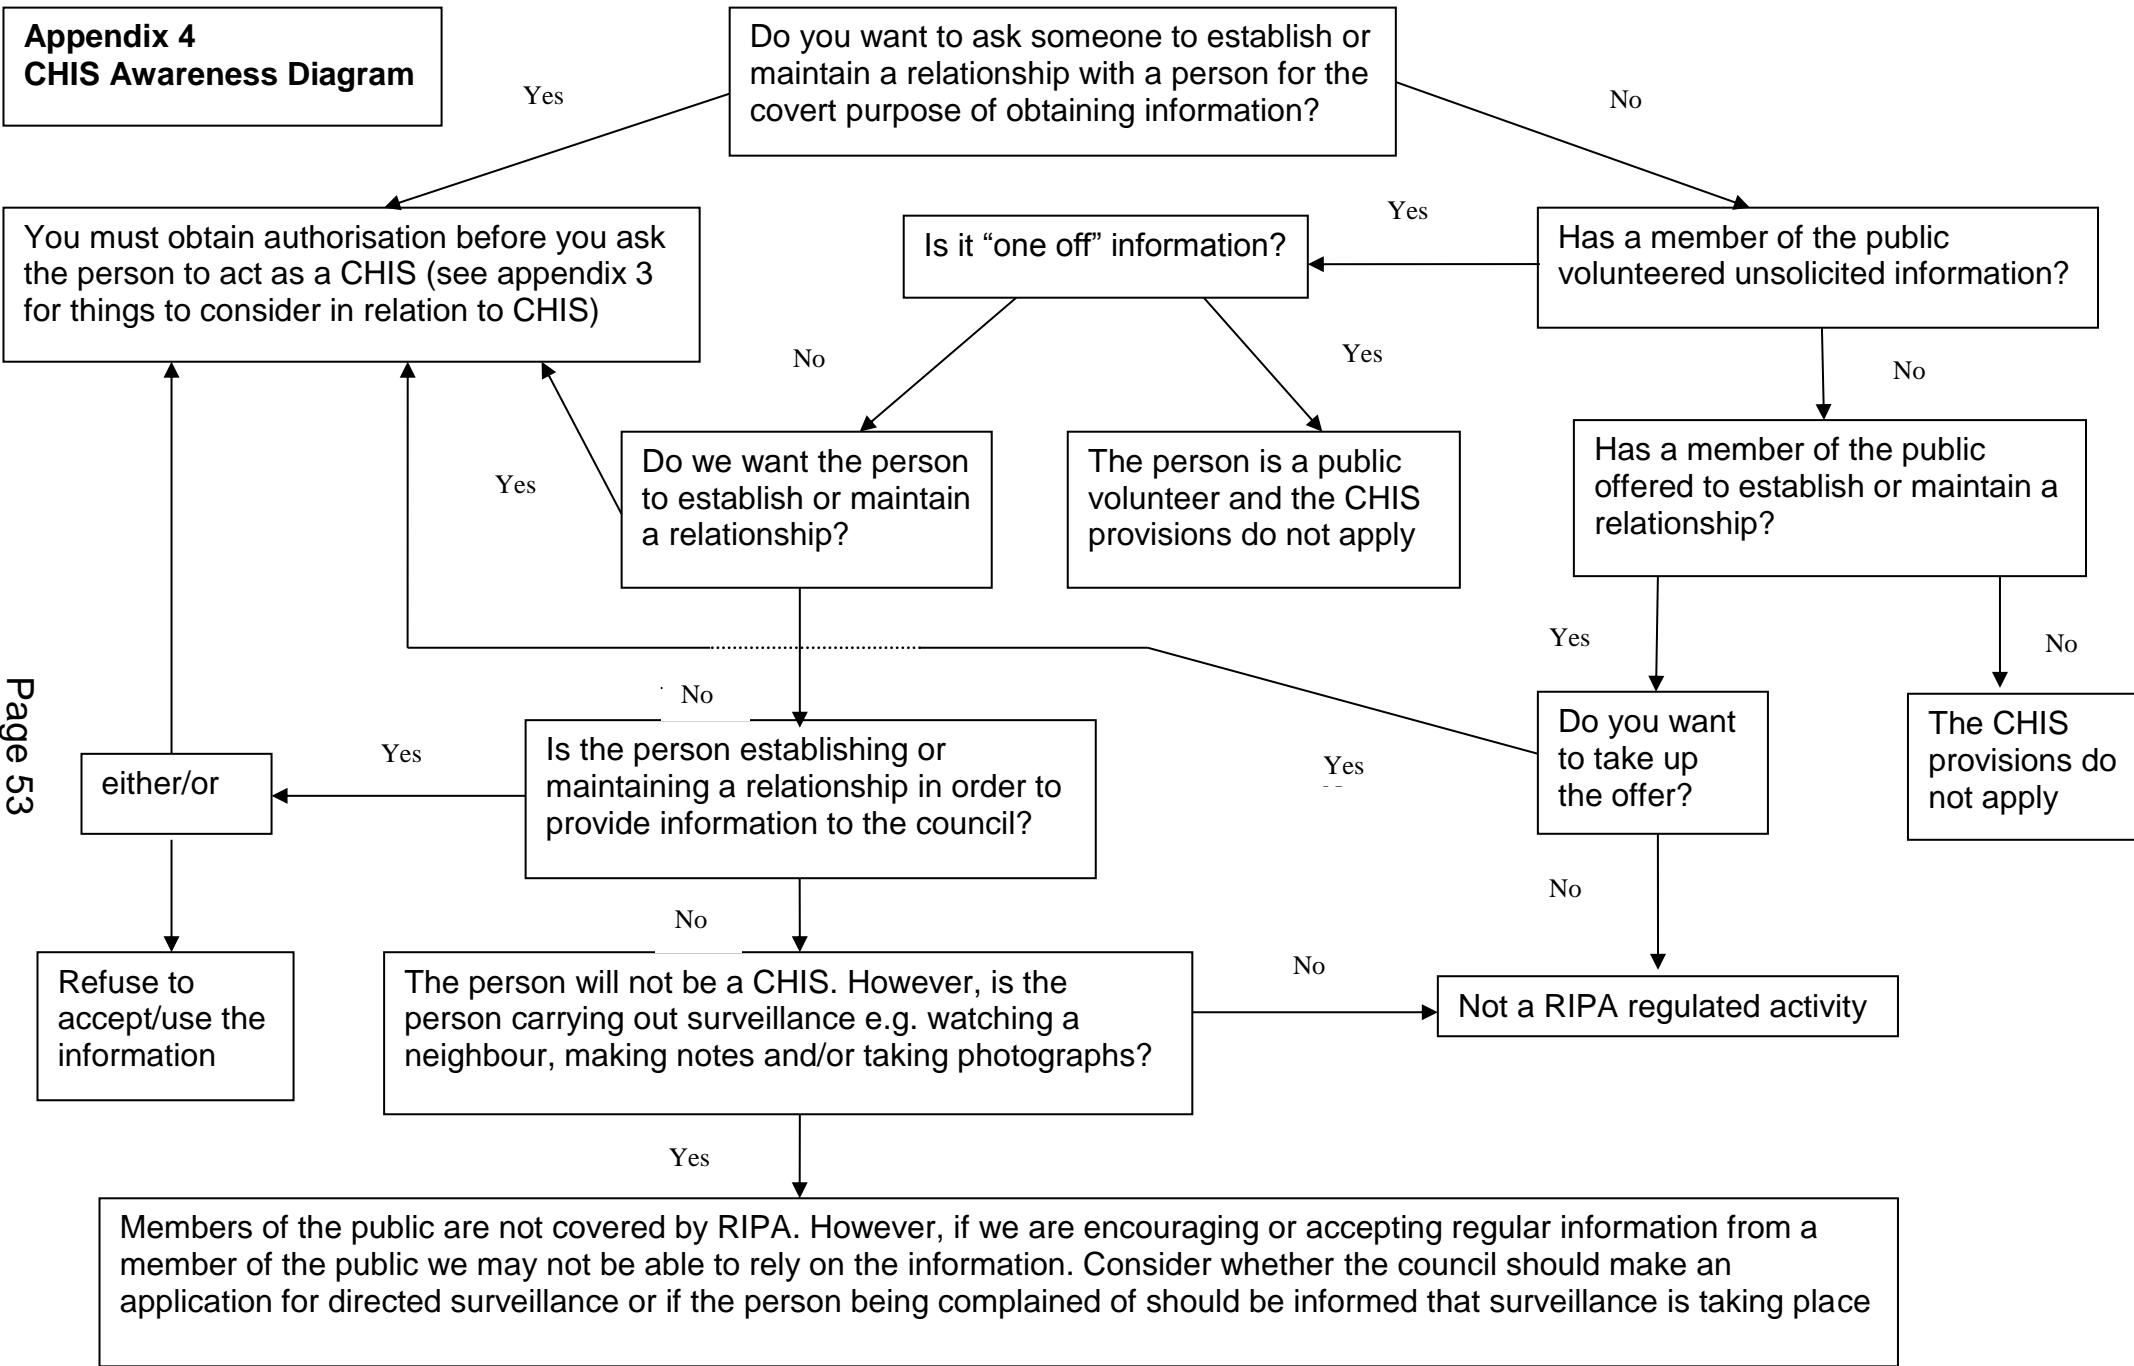 Appendix 4
CHIS Awareness Diagram
Do you want to ask someone to establish or
maintain a relationship with a person for the
covert purpose of obtaining information?
Yes
No
You must obtain authorisation before you ask
the person to act as a CHIS (see appendix 3
for things to consider in relation to CHIS)
Is it “one off” information?
Yes
Has a member of the public
volunteered unsolicited information?
No
Yes
No
Do we want the person
to establish or maintain
a relationship?
Yes
The person is a public
volunteer and the CHIS
provisions do not apply
Has a member of the public
offered to establish or maintain a
relationship?
Yes
No
No
Is the person establishing or
maintaining a relationship in order to
provide information to the council?
Yes
either/or
Yes
Do you want
to take up
the offer?
The CHIS
provisions do
not apply
No
No
Refuse to
accept/use the
information
The person will not be a CHIS. However, is the
person carrying out surveillance e.g. watching a
neighbour, making notes and/or taking photographs?
No
Not a RIPA regulated activity
Yes
Members of the public are not covered by RIPA. However, if we are encouraging or accepting regular information from a
member of the public we may not be able to rely on the information. Consider whether the council should make an
application for directed surveillance or if the person being complained of should be informed that surveillance is taking place
Page 53